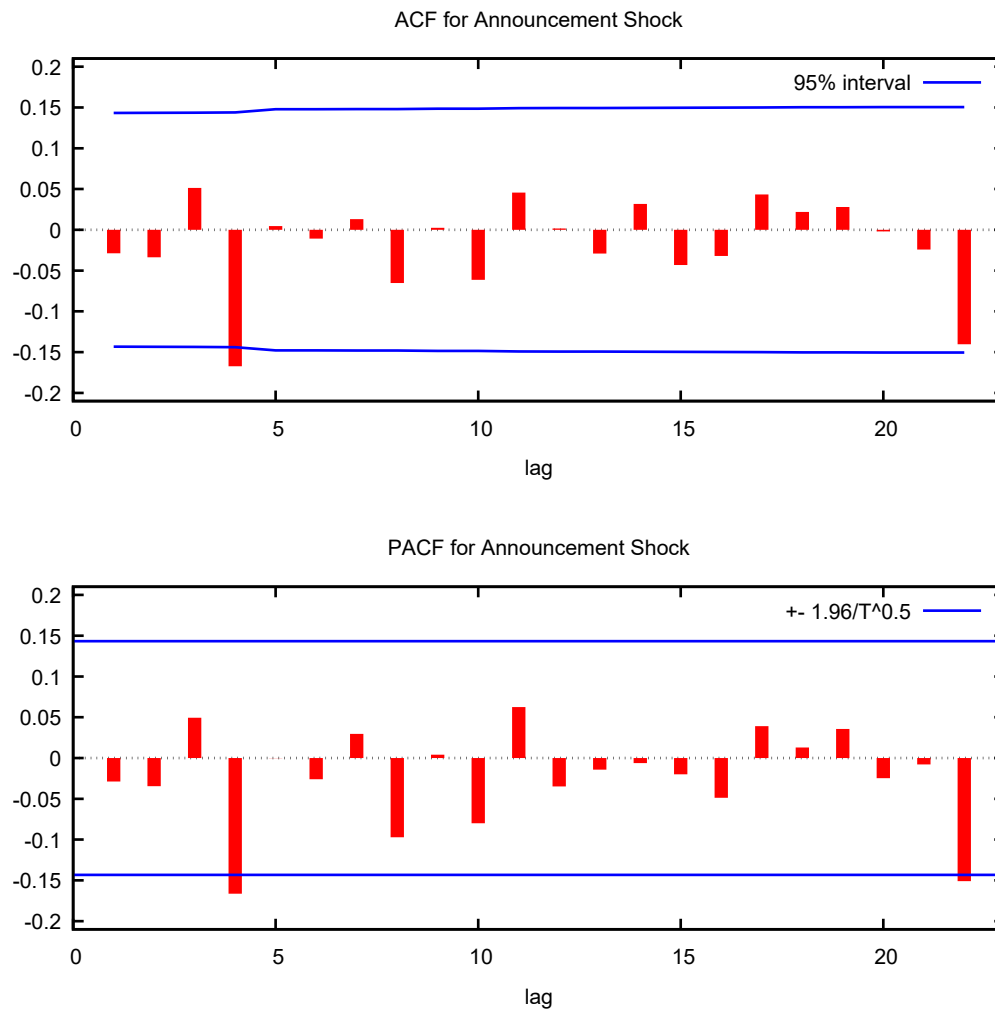 ACF for Announcement Shock
0.2
95% interval
0.15
0.1
0.05
0
-0.05
-0.1
-0.15
-0.2
0 5 10 15 20
lag
PACF for Announcement Shock
0.2
+- 1.96/T^0.5
0.15
0.1
0.05
0
-0.05
-0.1
-0.15
-0.2
0 5 10 15 20
lag